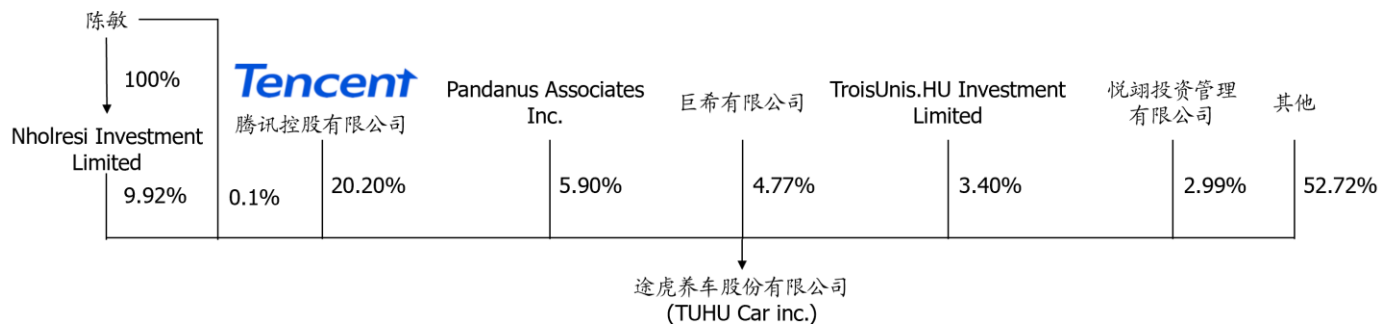 陈敏
100%
Nholresi Investment
Limited
9.92%
0.1%
Tencent
腾讯控股有限公司
20.20%
Pandanus Associates
Inc.
5.90%
巨希有限公司
4.77%
TroisUnis.HU Investment
Limited
3.40%
悦翊投资管理
有限公司
2.99%
其他
52.72%
途虎养车股份有限公司
(TUHU Car inc.)